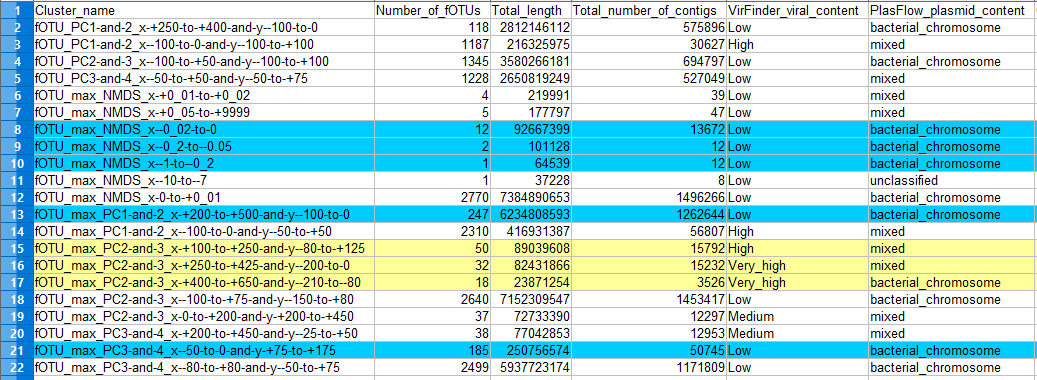 1 Cluster_name Number_of_fOTUs Total_length Total_number_of_contigs VirFinder_viral_content PlasFlow_plasmid_content
2 fOTU_PC1-and-2_x-+250-to-+400-and-y--100-to-0 118 2812146112 575896 Low bacterial_chromosome
3 fOTU_PC1-and-2_x--100-to-0-and-y--100-to-+100 1187 216325975 30627 High mixed
4 fOTU_PC2-and-3_x--100-to-+50-and-y--100-to-+100 1345 3580266181 694797 Low bacterial_chromosome
5 fOTU_PC3-and-4_x--50-to-+50-and-y--50-to-+75 1228 2650819249 527049 Low mixed
6 fOTU_max_NMDS_x-+0_01-to-+0_02 4 219991 39 Low mixed
7 fOTU_max_NMDS_x-+0_05-to-+9999 5 177797 47 Low mixed
8 fOTU_max_NMDS_x--0_02-to-0 12 92667399 13672 Low bacterial_chromosome
9 fOTU_max_NMDS_x--0_2-to--0.05 2 101128 12 Low bacterial_chromosome
10 fOTU_max_NMDS_x--1-to--0_2 1 64539 12 Low bacterial_chromosome
11 fOTU_max_NMDS_x--10-to--7 1 37228 8 Low unclassified
12 fOTU_max_NMDS_x-0-to-+0_01 2770 7384890653 1496266 Low bacterial_chromosome
13 fOTU_max_PC1-and-2_x-+200-to-+500-and-y--100-to-0 247 6234808593 1262644 Low bacterial_chromosome
14 fOTU_max_PC1-and-2_x--100-to-0-and-y--50-to-+50 2310 416931387 56807 High mixed
15 fOTU_max_PC2-and-3_x-+100-to-+250-and-y--80-to-+125 50 89039608 15792 High mixed
16 fOTU_max_PC2-and-3_x-+250-to-+425-and-y--200-to-0 32 82431866 15232 Very_high mixed
17 fOTU_max_PC2-and-3_x-+400-to-+650-and-y--210-to--80 18 23871254 3526 Very_high bacterial_chromosome
18 fOTU_max_PC2-and-3_x--100-to-+75-and-y--150-to-+80 2640 7152309547 1453417 Low bacterial_chromosome
19 fOTU_max_PC2-and-3_x-0-to-+200-and-y-+200-to-+450 37 72733390 12297 Medium mixed
20 fOTU_max_PC3-and-4_x-+200-to-+450-and-y--25-to-+50 38 77042853 12953 Medium mixed
21 fOTU_max_PC3-and-4_x--50-to-0-and-y-+75-to-+175 185 250756574 50745 Low bacterial_chromosome
22 fOTU_max_PC3-and-4_x--80-to-+80-and-y--50-to-+75 2499 5937723174 1171809 Low bacterial_chromosome